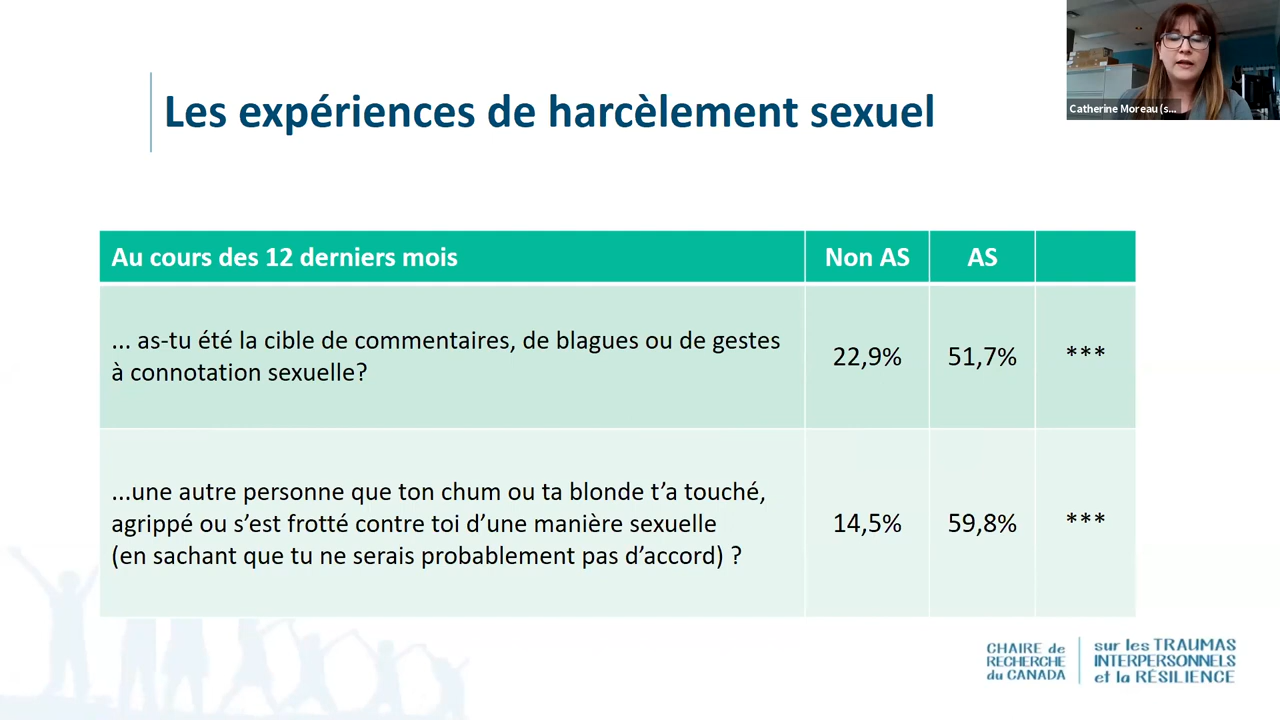 Les expériences de harcèlement sexuel
Catherine Moreau (s...
Au cours des 12 derniers mois
Non AS
AS
... as-tu été la cible de commentaires, de blagues ou de gestes
à connotation sexuelle?
22,9%
51,7%
***
...une autre personne que ton chum ou ta blonde t’a touché,
agrippé ou s’est frotté contre toi d’une manière sexuelle
(en sachant que tu ne serais probablement pas d’accord) ?
14,5%
59,8%
***
CHAIRE de
RECHERCHE
du CANADA
sur les TRAUMAS
INTERPERSONNELS
et la RÉSILIENCE